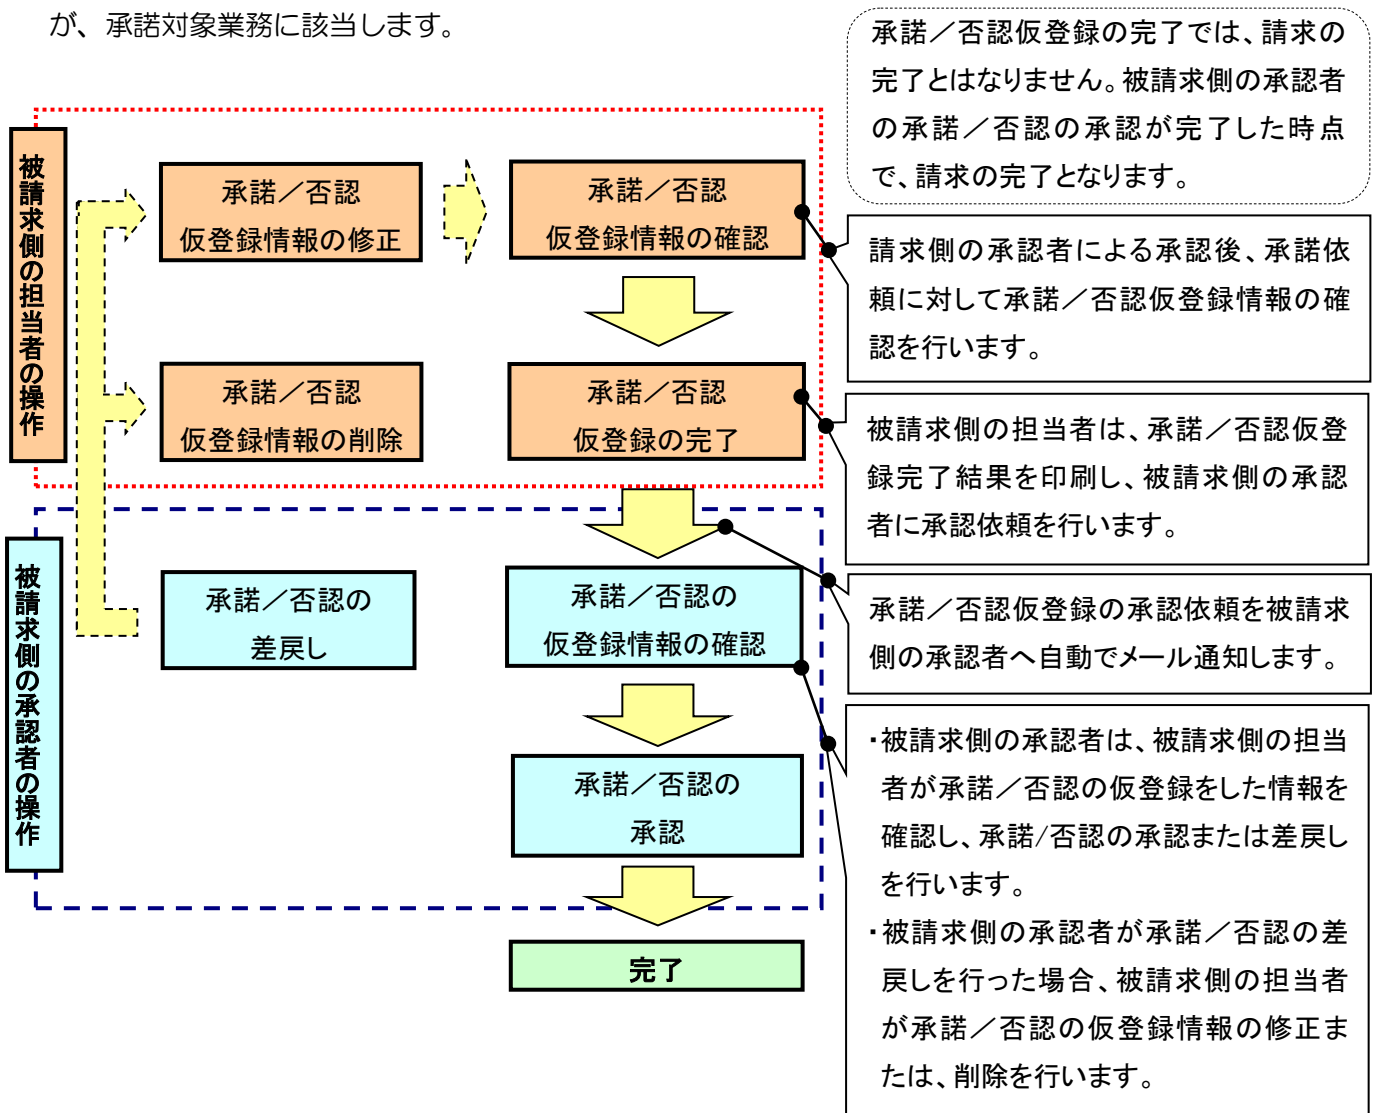 が、承諾対象業務に該当します。
承諾／否認仮登録の完了では、請求の
完了とはなりません。被請求側の承認者
の承諾／否認の承認が完了した時点
で、請求の完了となります。
被請求側の担当者の操作
承諾／否認
仮登録情報の修正
承諾／否認
仮登録情報の確認
請求側の承認者による承認後、承諾依
頼に対して承諾／否認仮登録情報の確
認を行います。
承諾／否認
仮登録情報の削除
承諾／否認
仮登録の完了
被請求側の担当者は、承諾／否認仮登
録完了結果を印刷し、被請求側の承認
者に承認依頼を行います。
被請求側の承認者の操作
承諾／否認の
差戻し
承諾／否認の
仮登録情報の確認
承諾／否認仮登録の承認依頼を被請求
側の承認者へ自動でメール通知します。
承諾／否認の
承認
・被請求側の承認者は、被請求側の担当
者が承諾／否認の仮登録をした情報を
確認し、承諾/否認の承認または差戻し
を行います。
・被請求側の承認者が承諾／否認の差
戻しを行った場合、被請求側の担当者
が承諾／否認の仮登録情報の修正ま
たは、削除を行います。
完了